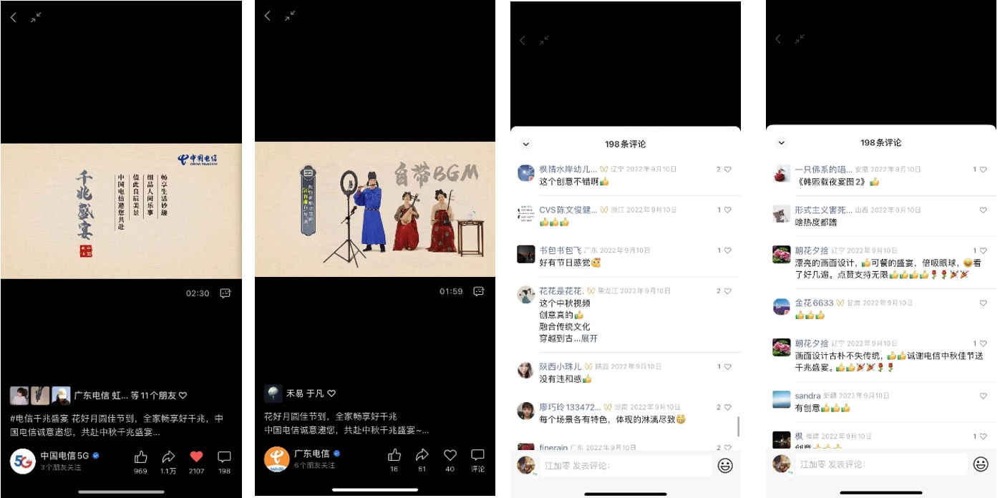 中国电信
CHINA TELECOM
千兆盛宴
中国电信邀您共赴
值此良辰美景
细品人间乐事
畅享生活妙趣
02:30
广东电信 虹... 等11个朋友
#电信千兆盛宴 花好月圆佳节到，全家畅享好千兆，中
国电信诚意邀您，共赴中秋千兆盛宴...
中国电信5G
3个朋友关注
969
1.1万
2107
198
自带BGM
01:59
禾易 于凡
花好月圆佳节到，全家畅享好千兆
中国电信诚意邀您，共赴中秋千兆盛宴~...
广东电信
6个朋友关注
16
51
40
评论
198条评论
枫情水岸幼儿... 辽宁 2022年9月10日 2
这个创意不错啊👍
CVS陈文俊健... 浙江 2022年9月10日 1
👍👍👍
书包书包飞 广东 2022年9月10日 1
好有节日感觉
花花是花花. 黑龙江 2022年9月10日 2
这个中秋视频
创意真的👍
融合传统文化
穿越到古...展开
陕西小珠儿 陕西 2022年9月10日 1
没有违和感👍
廖巧玲133472... 湖南 2022年9月10日 2
每个场景各有特色，体现的淋漓尽致😁
finerain 广东 2022年9月10日 2
江加零 发表评论：
198条评论
一只佛系的喵... 安徽 2022年9月10日 1
《韩熙载夜宴图2》👍
形式主义害死... 山西 2022年9月10日
啥热度都蹭
朝花夕拾 辽宁 2022年9月10日 1
漂亮的画面设计，👍可餐的盛宴，倍吸眼球，😄看
了好几遍。点赞支持无限👍👍👍👍🌹🌹🎉🎉
金花6633 甘肃 2022年9月10日
👍👍👍
朝花夕拾 辽宁 2022年9月10日 1
画面设计古朴不失传统，👍👍诚谢电信中秋佳节送
千兆盛宴。👍👍🎉🎉🌹🌹
sandra 新疆 2022年9月10日
有创意👍👍👍
枫 福建 2022年9月10日 1
创意👍👍👍👍
江加零 发表评论：